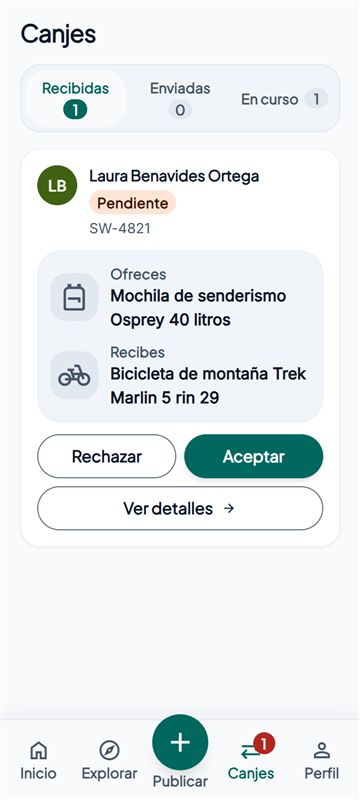 Canjes
Recibidas
1
Enviadas
0
En curso 1
LB
Laura Benavides Ortega
Pendiente
SW-4821
Ofreces
Mochila de senderismo
Osprey 40 litros
Recibes
Bicicleta de montaña Trek
Marlin 5 rin 29
Rechazar
Aceptar
Ver detalles →
1
Inicio
Explorar
Publicar
Canjes
Perfil